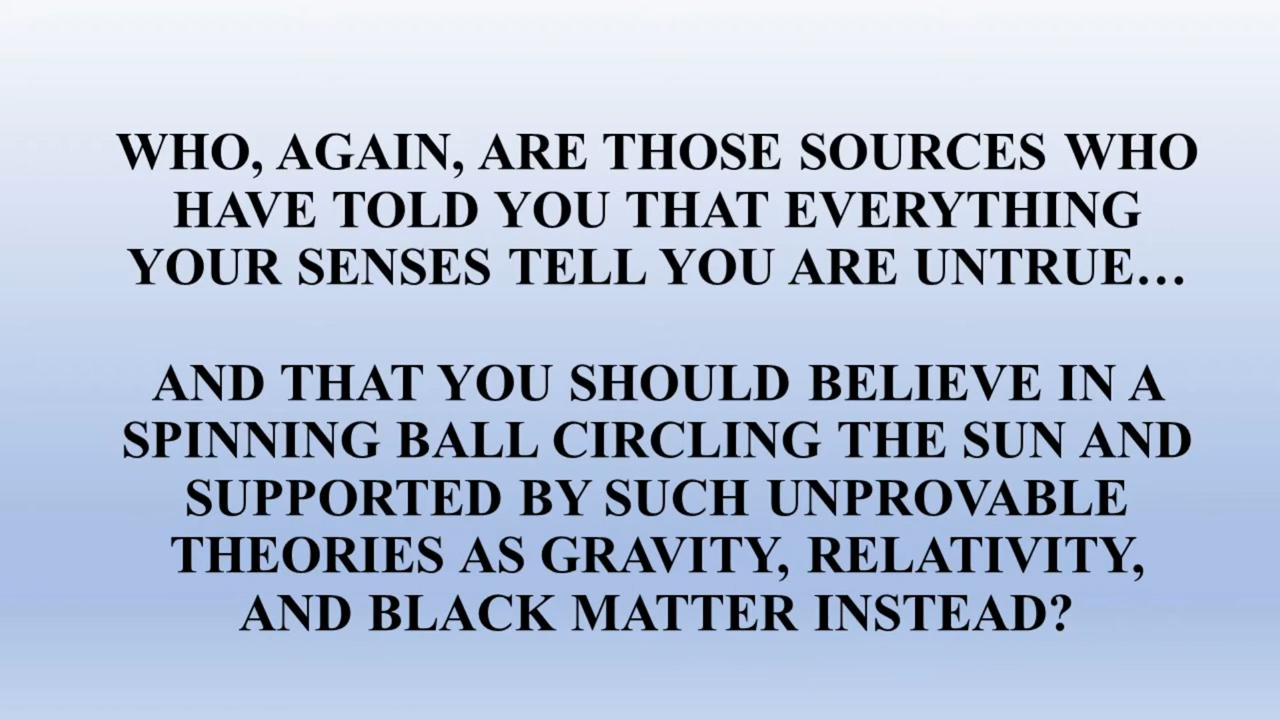 WHO, AGAIN, ARE THOSE SOURCES WHO
HAVE TOLD YOU THAT EVERYTHING
YOUR SENSES TELL YOU ARE UNTRUE…
AND THAT YOU SHOULD BELIEVE IN A
SPINNING BALL CIRCLING THE SUN AND
SUPPORTED BY SUCH UNPROVABLE
THEORIES AS GRAVITY, RELATIVITY,
AND BLACK MATTER INSTEAD?